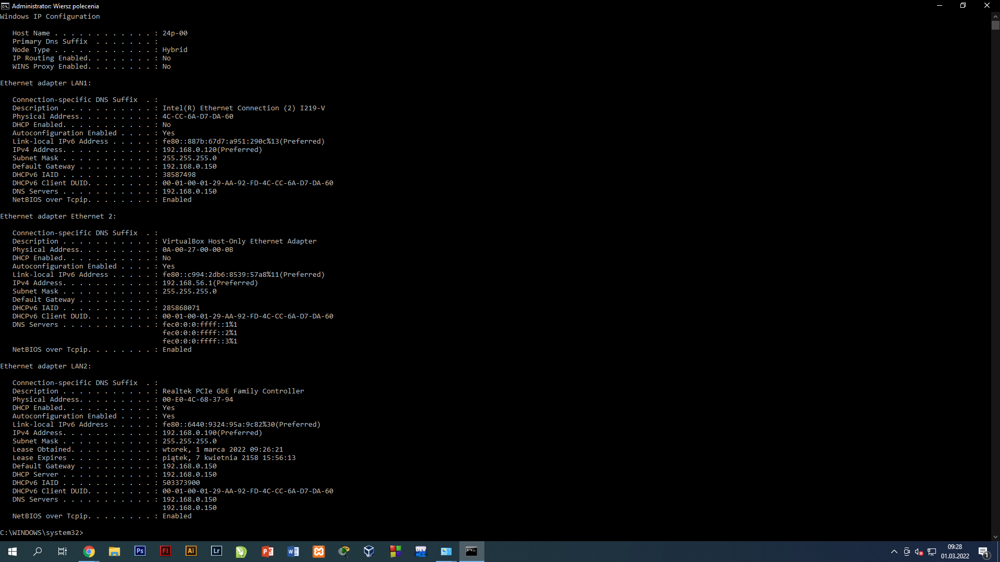 Administrator: Wiersz polecenia
Windows IP Configuration
Host Name . . . . . . . . . . . . : 24p-00
Primary Dns Suffix  . . . . . . . :
Node Type . . . . . . . . . . . . : Hybrid
IP Routing Enabled. . . . . . . . : No
WINS Proxy Enabled. . . . . . . . : No
Ethernet adapter LAN1:
Connection-specific DNS Suffix  . :
Description . . . . . . . . . . . : Intel(R) Ethernet Connection (2) I219-V
Physical Address. . . . . . . . . : 4C-CC-6A-D7-DA-60
DHCP Enabled. . . . . . . . . . . : No
Autoconfiguration Enabled . . . . : Yes
Link-local IPv6 Address . . . . . : fe80::887b:67d7:a951:290c%13(Preferred)
IPv4 Address. . . . . . . . . . . : 192.168.0.120(Preferred)
Subnet Mask . . . . . . . . . . . : 255.255.255.0
Default Gateway . . . . . . . . . : 192.168.0.150
DHCPv6 IAID . . . . . . . . . . . : 38587498
DHCPv6 Client DUID. . . . . . . . : 00-01-00-01-29-AA-92-FD-4C-CC-6A-D7-DA-60
DNS Servers . . . . . . . . . . . : 192.168.0.150
NetBIOS over Tcpip. . . . . . . . : Enabled
Ethernet adapter Ethernet 2:
Connection-specific DNS Suffix  . :
Description . . . . . . . . . . . : VirtualBox Host-Only Ethernet Adapter
Physical Address. . . . . . . . . : 0A-00-27-00-00-0B
DHCP Enabled. . . . . . . . . . . : No
Autoconfiguration Enabled . . . . : Yes
Link-local IPv6 Address . . . . . : fe80::c994:2db6:8539:57a8%11(Preferred)
IPv4 Address. . . . . . . . . . . : 192.168.56.1(Preferred)
Subnet Mask . . . . . . . . . . . : 255.255.255.0
Default Gateway . . . . . . . . . :
DHCPv6 IAID . . . . . . . . . . . : 285868071
DHCPv6 Client DUID. . . . . . . . : 00-01-00-01-29-AA-92-FD-4C-CC-6A-D7-DA-60
DNS Servers . . . . . . . . . . . : fec0:0:0:ffff::1%1
fec0:0:0:ffff::2%1
fec0:0:0:ffff::3%1
NetBIOS over Tcpip. . . . . . . . : Enabled
Ethernet adapter LAN2:
Connection-specific DNS Suffix  . :
Description . . . . . . . . . . . : Realtek PCIe GbE Family Controller
Physical Address. . . . . . . . . : 00-E0-4C-68-37-94
DHCP Enabled. . . . . . . . . . . : Yes
Autoconfiguration Enabled . . . . : Yes
Link-local IPv6 Address . . . . . : fe80::6440:9324:95a:9c82%30(Preferred)
IPv4 Address. . . . . . . . . . . : 192.168.0.190(Preferred)
Subnet Mask . . . . . . . . . . . : 255.255.255.0
Lease Obtained. . . . . . . . . . : wtorek, 1 marca 2022 09:26:21
Lease Expires . . . . . . . . . . : piątek, 7 kwietnia 2158 15:56:13
Default Gateway . . . . . . . . . : 192.168.0.150
DHCP Server . . . . . . . . . . . : 192.168.0.150
DHCPv6 IAID . . . . . . . . . . . : 503373900
DHCPv6 Client DUID. . . . . . . . : 00-01-00-01-29-AA-92-FD-4C-CC-6A-D7-DA-60
DNS Servers . . . . . . . . . . . : 192.168.0.150
192.168.0.150
NetBIOS over Tcpip. . . . . . . . : Enabled
C:\WINDOWS\system32>
Ps Fl Ai Lr DEV
09:28
01.03.2022
1